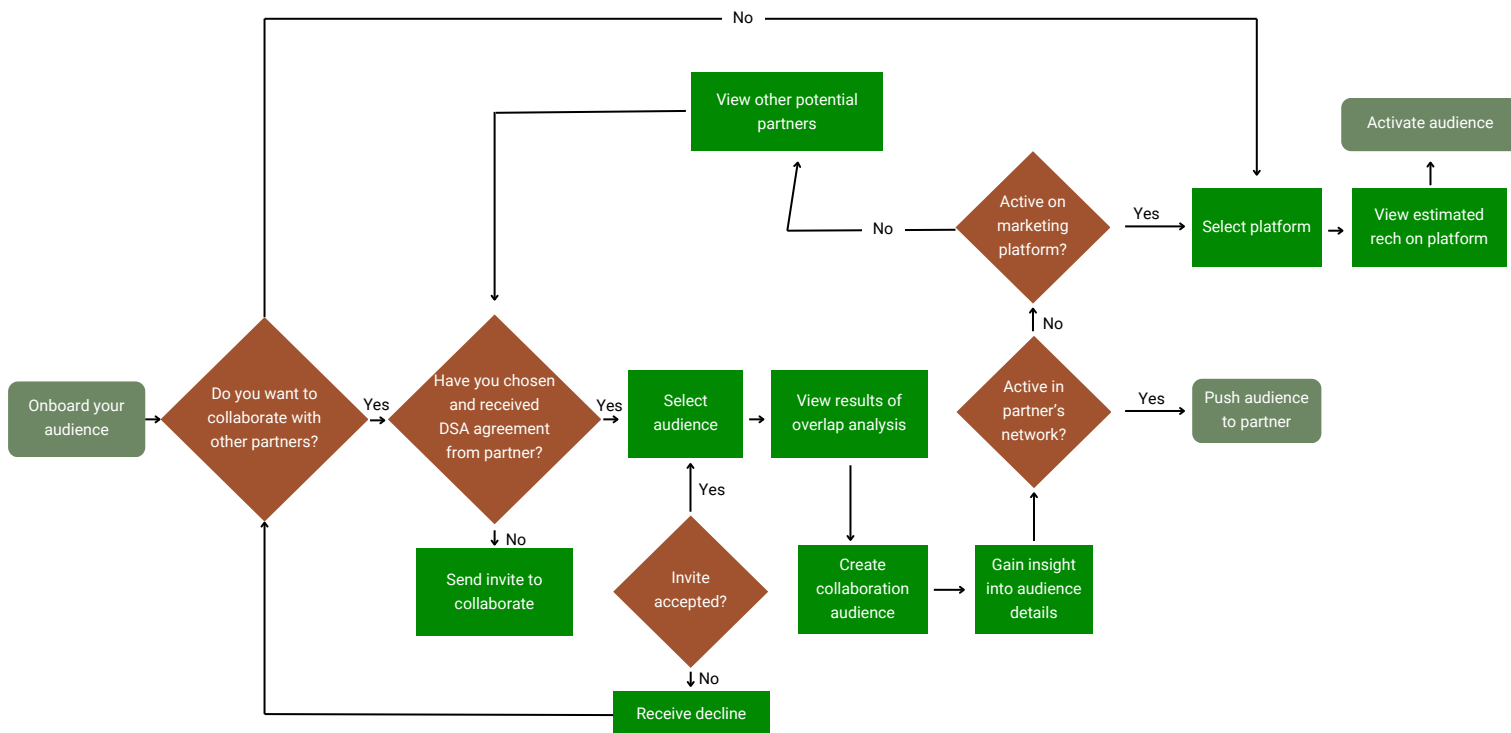 No
View other potential
partners
Activate audience
Active on
marketing
platform?
Yes
Select platform
View estimated
rech on platform
No
No
Onboard your
audience
Do you want to
collaborate with
other partners?
Yes
Have you chosen
and received
DSA agreement
from partner?
Yes
Select
audience
View results of
overlap analysis
Active in
partner's
network?
Yes
Push audience
to partner
Yes
No
Send invite to
collaborate
Invite
accepted?
Create
collaboration
audience
Gain insight
into audience
details
No
Receive decline